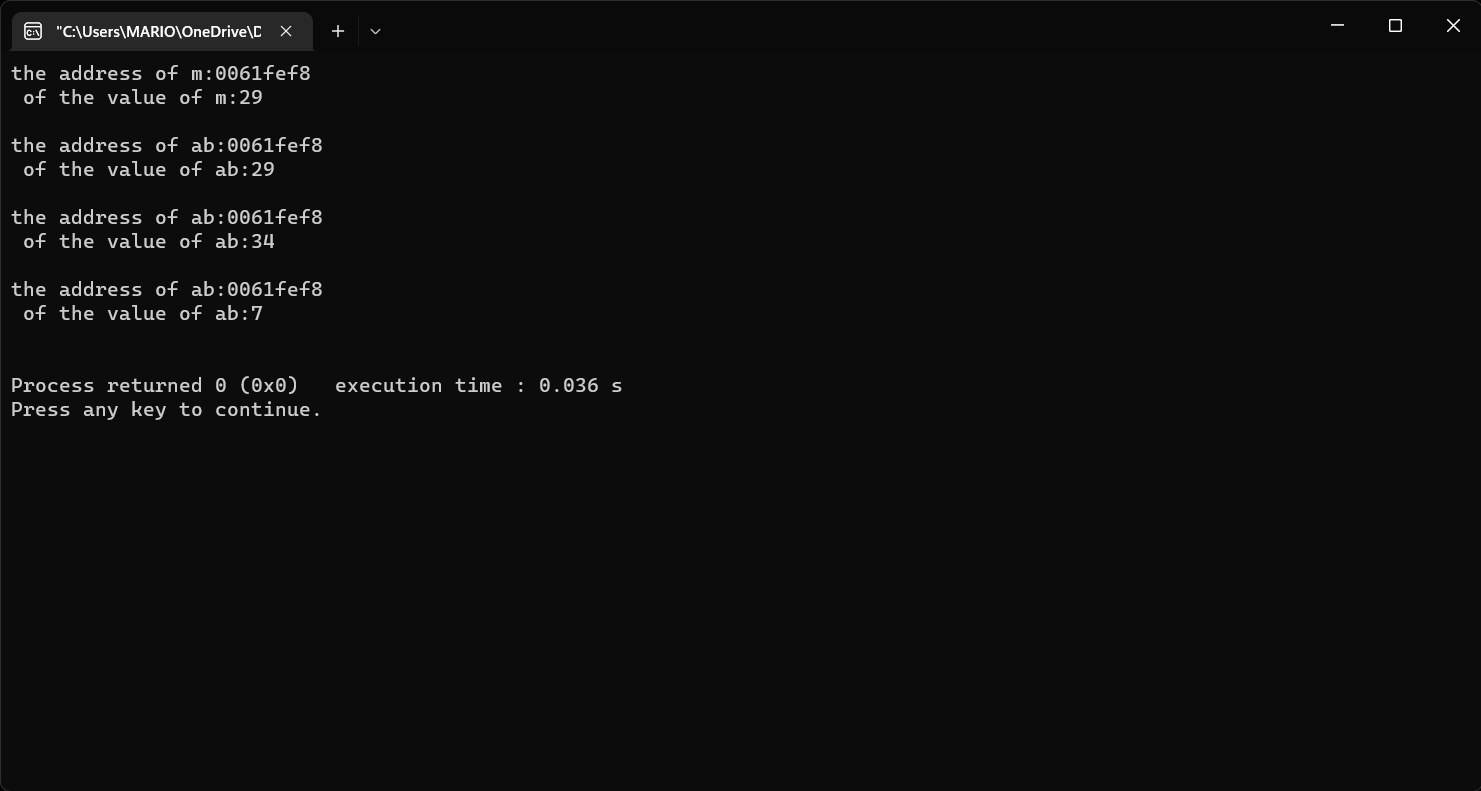 "C:\Users\MARIO\OneDrive\D
the address of m:0061fef8
of the value of m:29
the address of ab:0061fef8
of the value of ab:29
the address of ab:0061fef8
of the value of ab:34
the address of ab:0061fef8
of the value of ab:7
Process returned 0 (0x0)   execution time : 0.036 s
Press any key to continue.